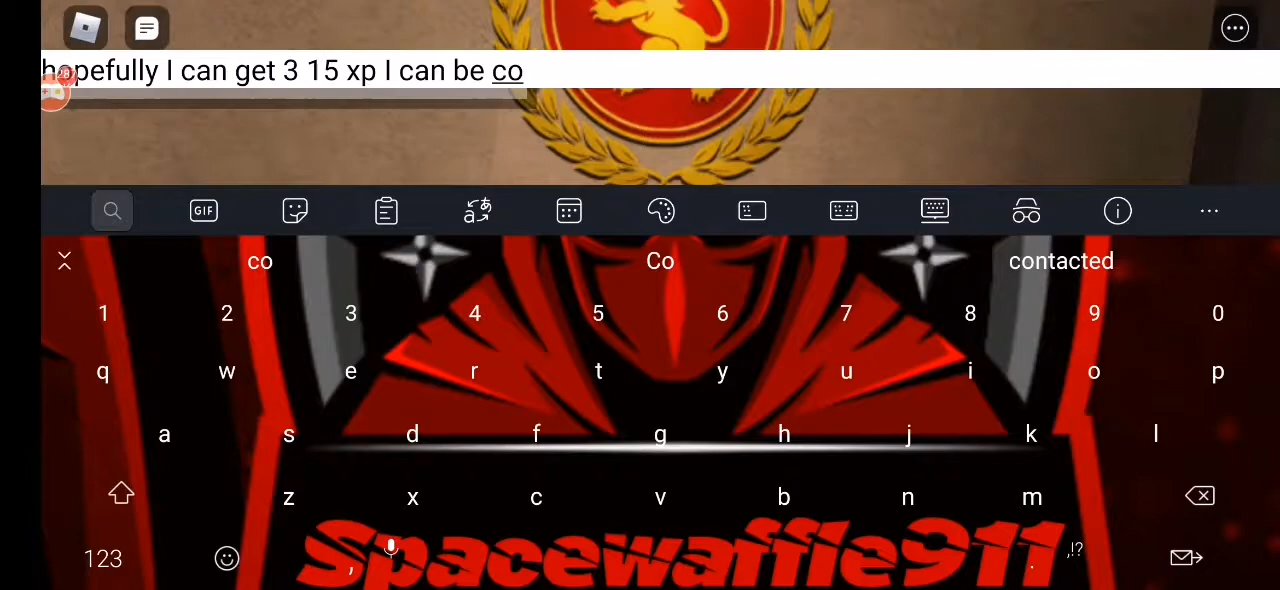 hopefully I can get 3 15 xp I can be co
287
GIF
co Co contacted
1 2 3 4 5 6 7 8 9 0
q w e r t y u i o p
a s d f g h j k l
z x c v b n m
123 , . ,!?
Spacewaffle911